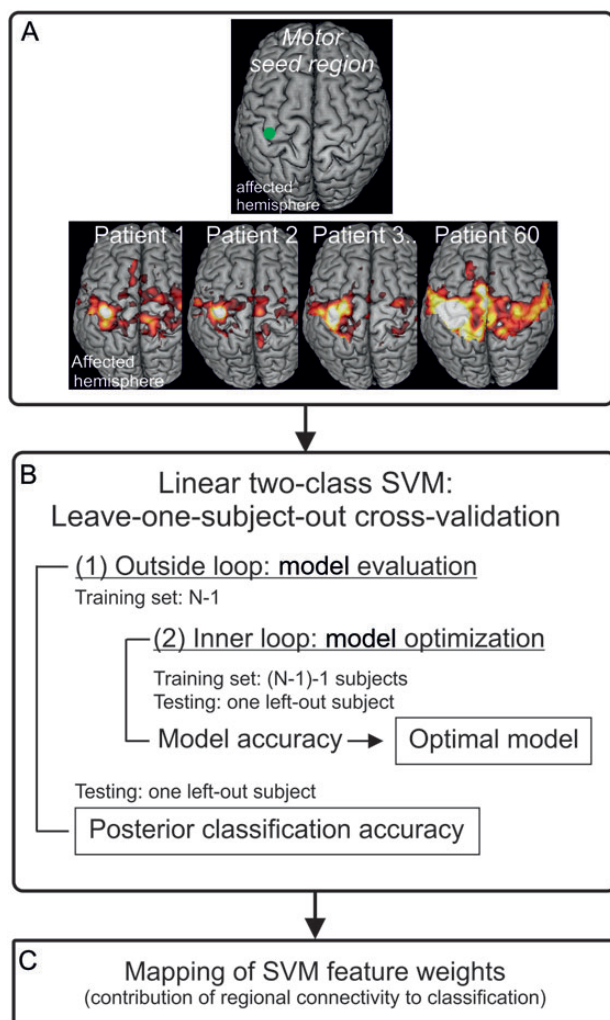 A
Motor
seed region
affected
hemisphere
Patient 1
Patient 2
Patient 3..
Patient 60
Affected
hemisphere
B
Linear two-class SVM:
Leave-one-subject-out cross-validation
(1) Outside loop: model evaluation
Training set: N-1
(2) Inner loop: model optimization
Training set: (N-1)-1 subjects
Testing: one left-out subject
Model accuracy
Optimal model
Testing: one left-out subject
Posterior classification accuracy
C
Mapping of SVM feature weights
(contribution of regional connectivity to classification)